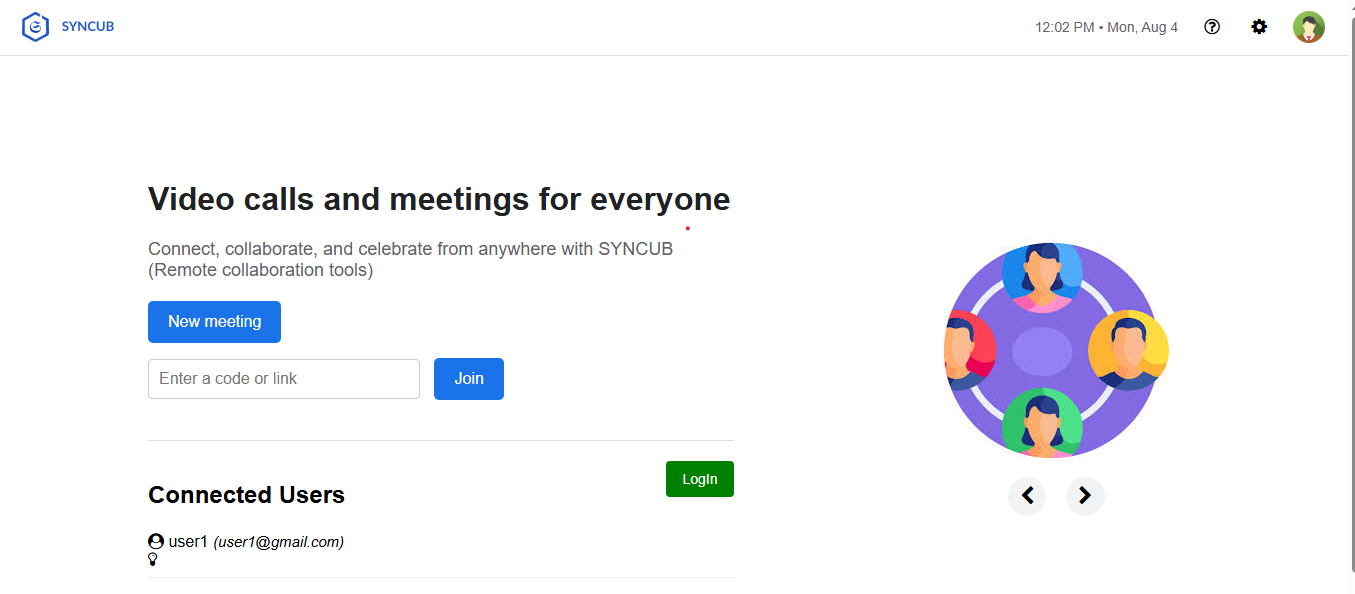 SYNCUB
12:02 PM • Mon, Aug 4
Video calls and meetings for everyone
Connect, collaborate, and celebrate from anywhere with SYNCUB
(Remote collaboration tools)
New meeting
Enter a code or link
Join
LogIn
Connected Users
user1 (user1@gmail.com)